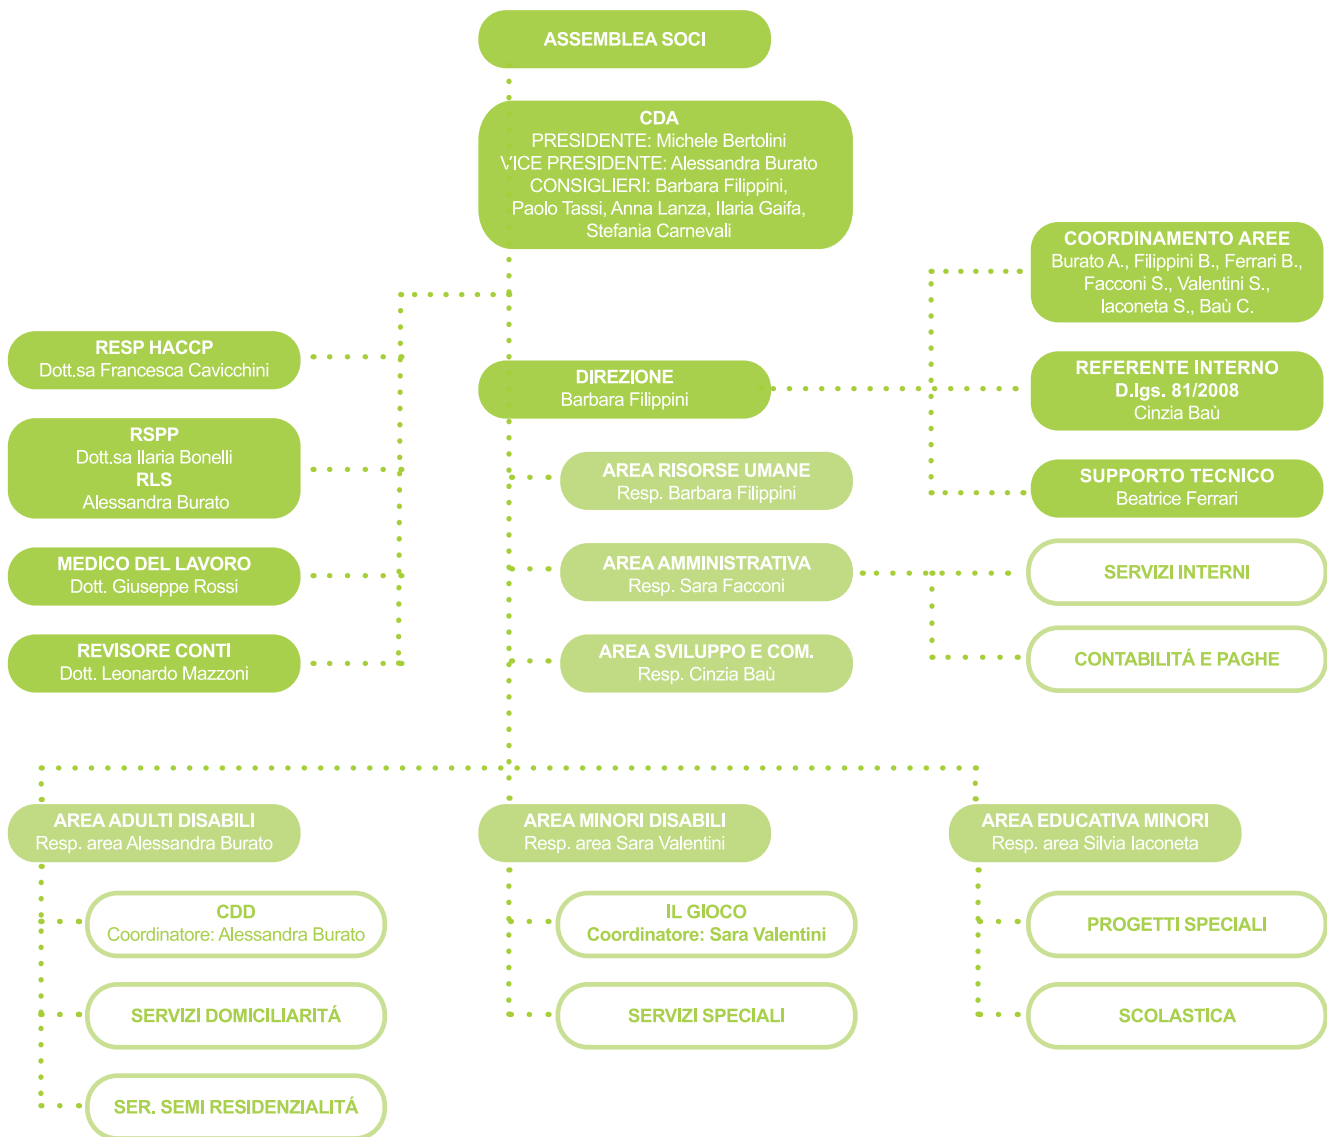 ASSEMBLEA SOCI
CDA
PRESIDENTE: Michele Bertolini
VICE PRESIDENTE: Alessandra Burato
CONSIGLIERI: Barbara Filippini,
Paolo Tassi, Anna Lanza, Ilaria Gaifa,
Stefania Carnevali
COORDINAMENTO AREE
Burato A., Filippini B., Ferrari B.,
Facconi S., Valentini S.,
Iaconeta S., Baù C.
RESP HACCP
Dott.sa Francesca Cavicchini
DIREZIONE
Barbara Filippini
REFERENTE INTERNO
D.lgs. 81/2008
Cinzia Baù
RSPP
Dott.sa Ilaria Bonelli
RLS
Alessandra Burato
AREA RISORSE UMANE
Resp. Barbara Filippini
SUPPORTO TECNICO
Beatrice Ferrari
MEDICO DEL LAVORO
Dott. Giuseppe Rossi
AREA AMMINISTRATIVA
Resp. Sara Facconi
SERVIZI INTERNI
REVISORE CONTI
Dott. Leonardo Mazzoni
AREA SVILUPPO E COM.
Resp. Cinzia Baù
CONTABILITÁ E PAGHE
AREA ADULTI DISABILI
Resp. area Alessandra Burato
AREA MINORI DISABILI
Resp. area Sara Valentini
AREA EDUCATIVA MINORI
Resp. area Silvia Iaconeta
CDD
Coordinatore: Alessandra Burato
IL GIOCO
Coordinatore: Sara Valentini
PROGETTI SPECIALI
SERVIZI DOMICILIARITÁ
SERVIZI SPECIALI
SCOLASTICA
SER. SEMI RESIDENZIALITÁ